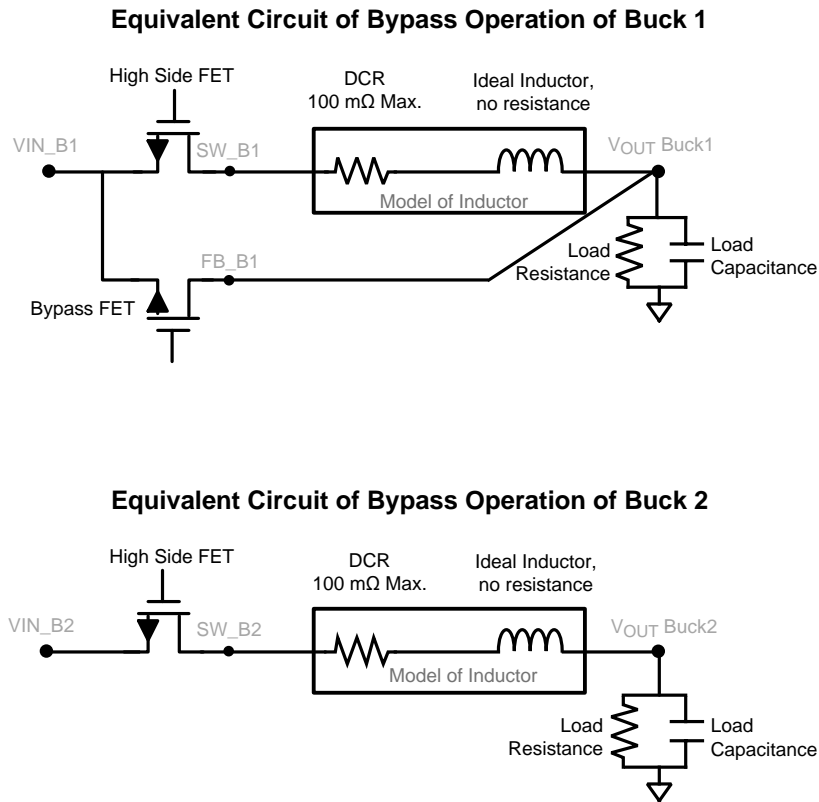 Equivalent Circuit of Bypass Operation of Buck 1
High Side FET
DCR
100 mΩ Max.
Ideal Inductor,
no resistance
VIN_B1
SW_B1
VOUT Buck1
Model of Inductor
FB_B1
Bypass FET
Load
Resistance
Load
Capacitance
Equivalent Circuit of Bypass Operation of Buck 2
High Side FET
DCR
100 mΩ Max.
Ideal Inductor,
no resistance
VIN_B2
SW_B2
VOUT Buck2
Model of Inductor
Load
Resistance
Load
Capacitance